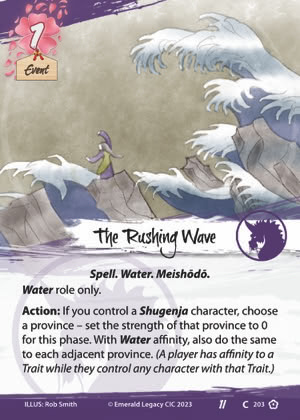 1
Event
The Rushing Wave
Spell. Water. Meishōdō.
Water role only.
Action: If you control a Shugenja character, choose
a province – set the strength of that province to 0
for this phase. With Water affinity, also do the same
to each adjacent province. (A player has affinity to a
Trait while they control any character with that Trait.)
ILLUS: Rob Smith © Emerald Legacy CIC 2023 C 203